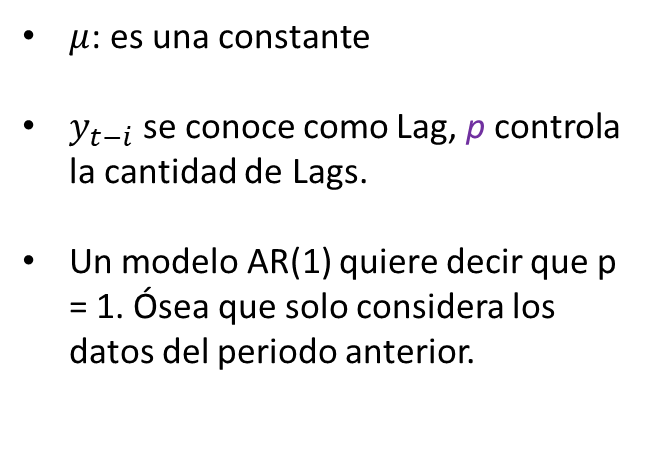 • μ: es una constante
• y_{t−i} se conoce como Lag, p controla
la cantidad de Lags.
• Un modelo AR(1) quiere decir que p
= 1. Ósea que solo considera los
datos del periodo anterior.